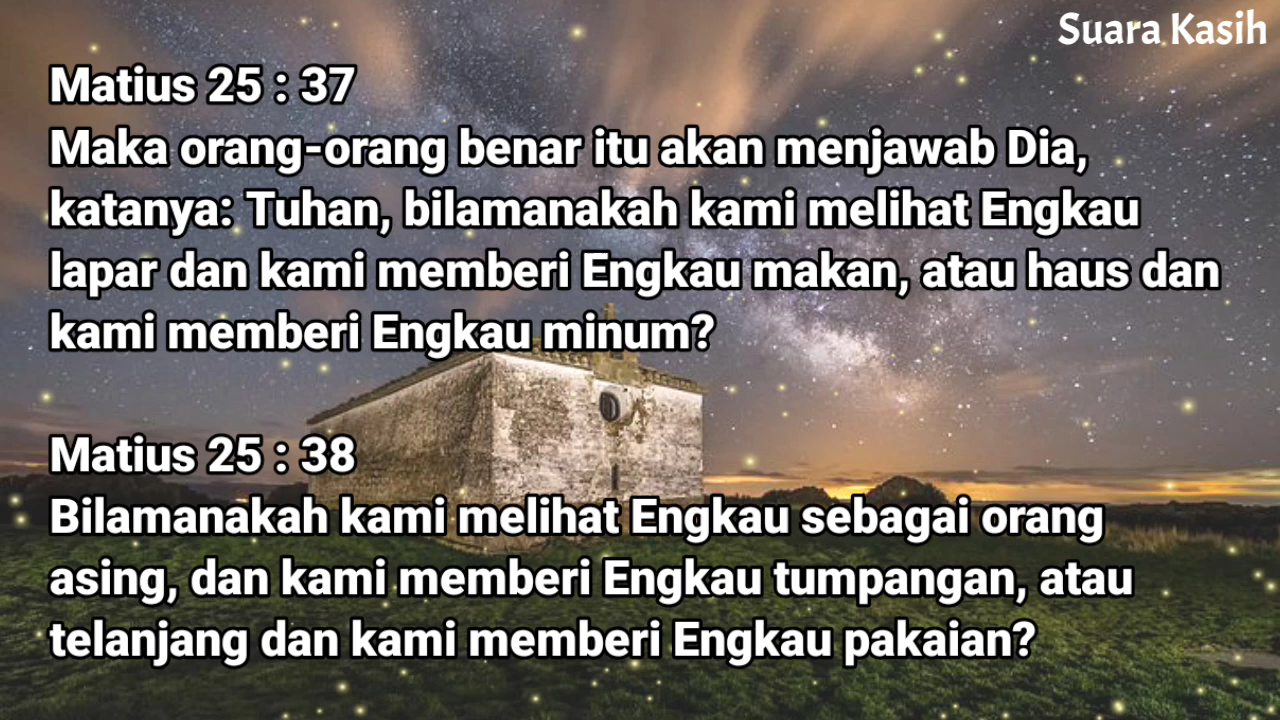 Suara Kasih
Matius 25 : 37
Maka orang-orang benar itu akan menjawab Dia,
katanya: Tuhan, bilamanakah kami melihat Engkau
lapar dan kami memberi Engkau makan, atau haus dan
kami memberi Engkau minum?
Matius 25 : 38
Bilamanakah kami melihat Engkau sebagai orang
asing, dan kami memberi Engkau tumpangan, atau
telanjang dan kami memberi Engkau pakaian?